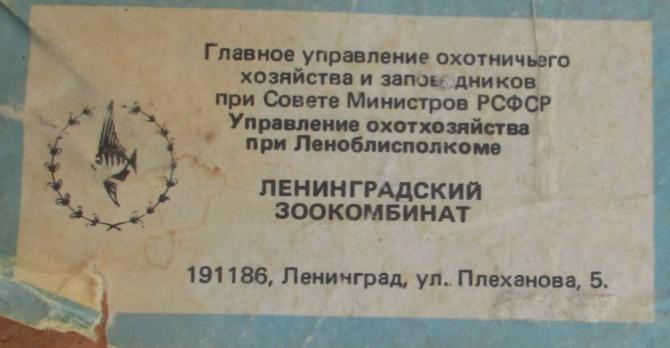 Главное управление охотничьего
хозяйства и заповедников
при Совете Министров РСФСР
Управление охотхозяйства
при Леноблисполкоме
ЛЕНИНГРАДСКИЙ
ЗООКОМБИНАТ
191186, Ленинград, ул. Плеханова, 5.